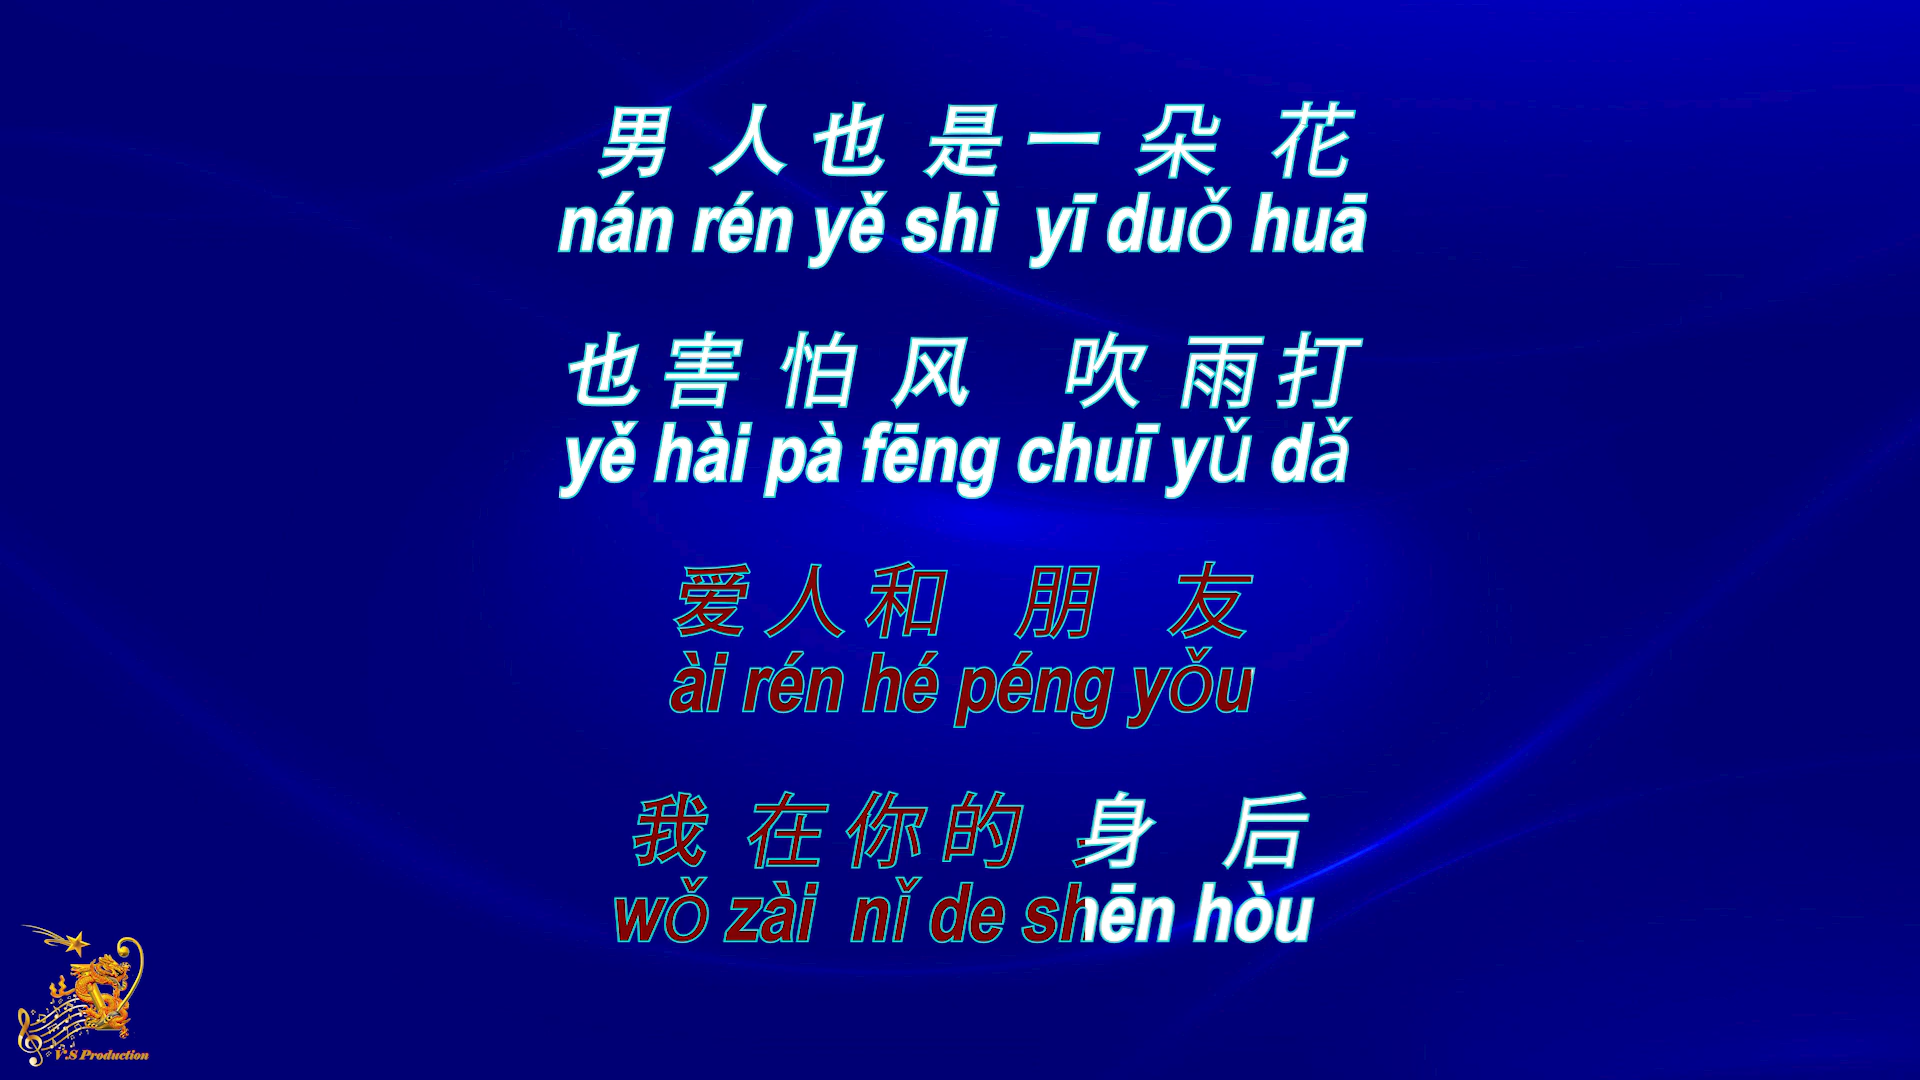 男人也是一朵花
nán rén yě shì yī duǒ huā
也害怕风吹雨打
yě hài pà fēng chuī yǔ dǎ
爱人和朋友
ài rén hé péng yǒu
我在你的身后
wǒ zài nǐ de shēn hòu
V.S Production